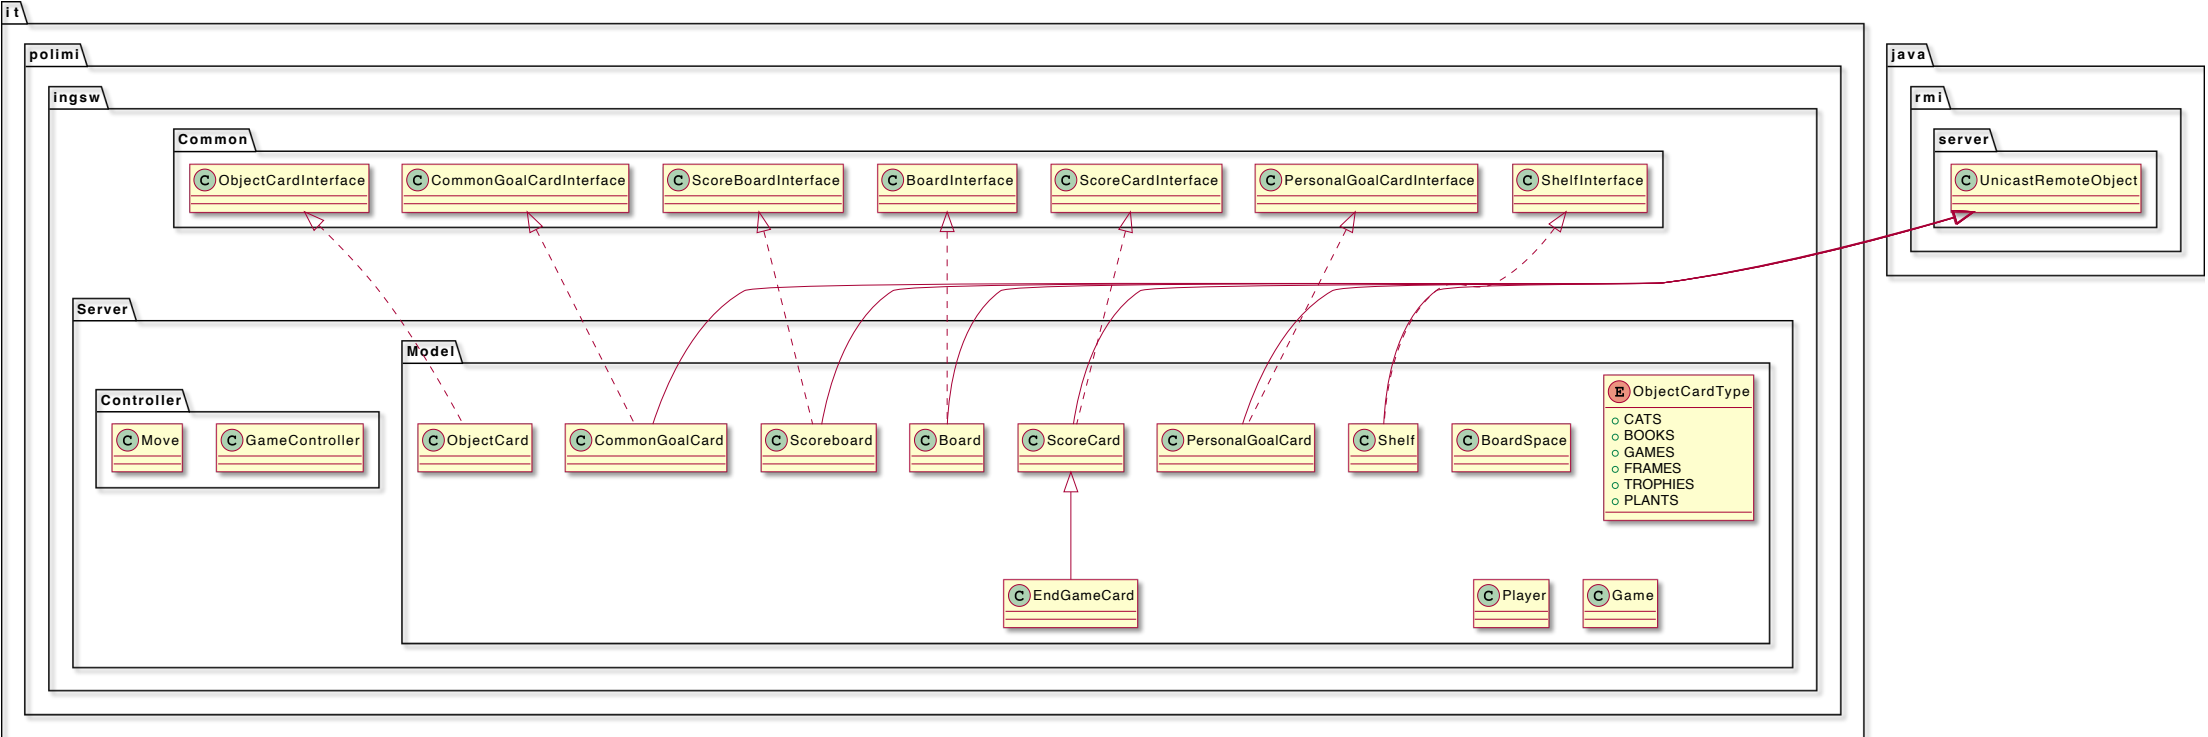 it
polimi
java
ingsw
rmi
Common
server
C ObjectCardInterface
C CommonGoalCardInterface
C ScoreBoardInterface
C BoardInterface
C ScoreCardInterface
C PersonalGoalCardInterface
C ShelfInterface
C UnicastRemoteObject
Server
Model
Controller
C Move
C GameController
C ObjectCard
C CommonGoalCard
C Scoreboard
C Board
C ScoreCard
C PersonalGoalCard
C Shelf
C BoardSpace
E ObjectCardType
CATS
BOOKS
GAMES
FRAMES
TROPHIES
PLANTS
C EndGameCard
C Player
C Game